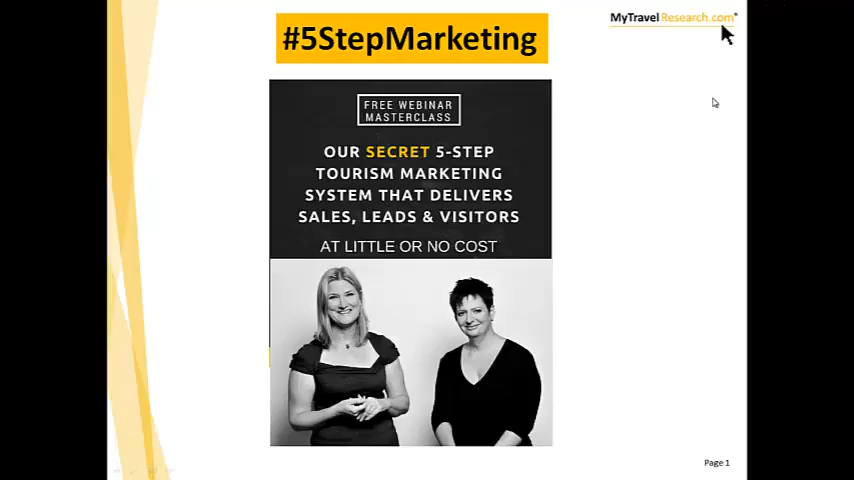 #5StepMarketing
MyTravelResearch.com®
FREE WEBINAR
MASTERCLASS
OUR SECRET 5-STEP
TOURISM MARKETING
SYSTEM THAT DELIVERS
SALES, LEADS & VISITORS
AT LITTLE OR NO COST
Page 1